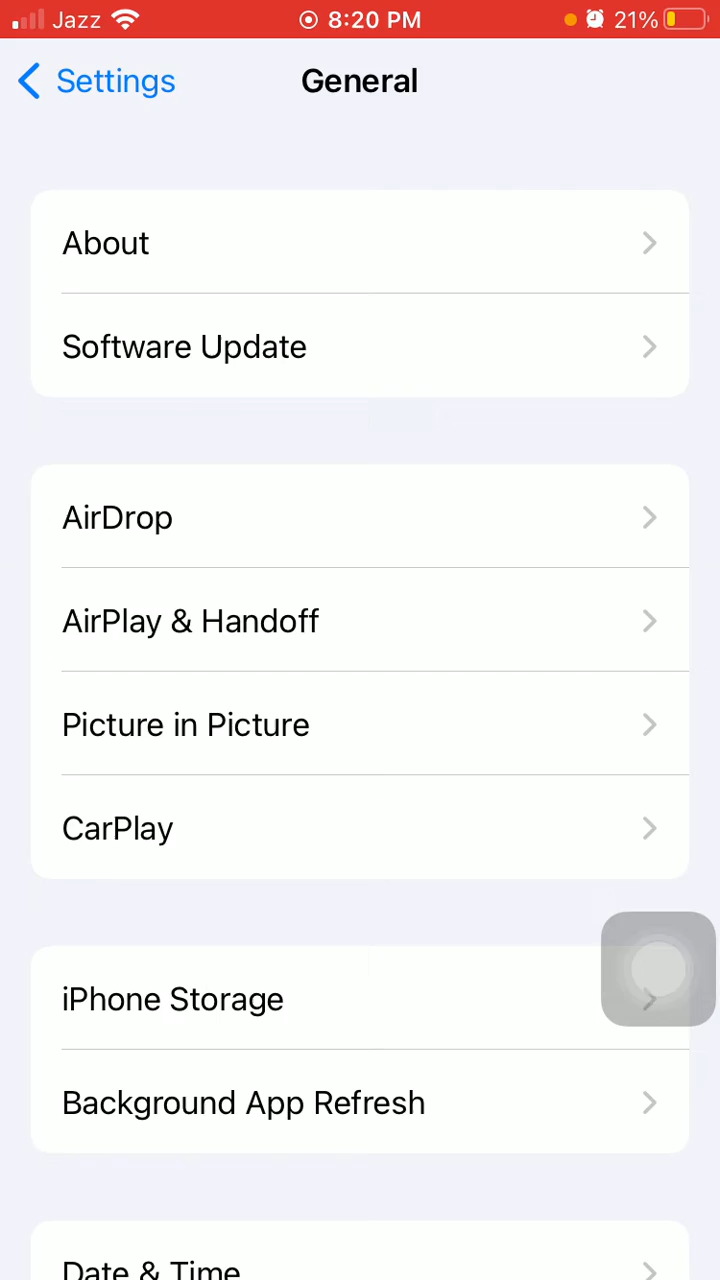 Jazz 8:20 PM 21%
Settings General
About
Software Update
AirDrop
AirPlay & Handoff
Picture in Picture
CarPlay
iPhone Storage
Background App Refresh
Date & Time